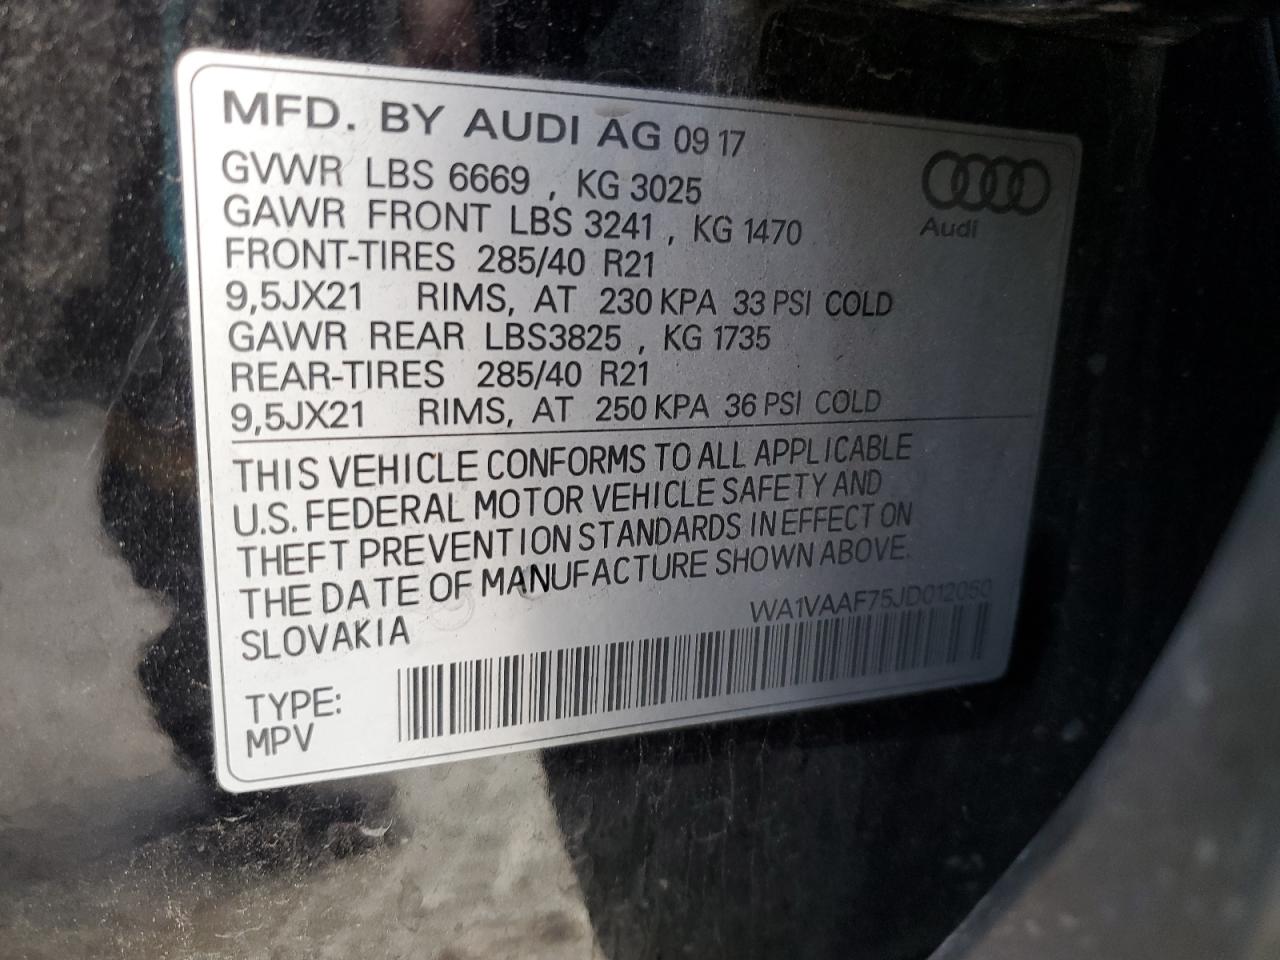 MFD. BY AUDI AG 09 17
GVWR LBS 6669 , KG 3025
GAWR FRONT LBS 3241 , KG 1470
FRONT-TIRES 285/40 R21
9,5JX21 RIMS, AT 230 KPA 33 PSI COLD
GAWR REAR LBS3825 , KG 1735
REAR-TIRES 285/40 R21
9,5JX21 RIMS, AT 250 KPA 36 PSI COLD
Audi
THIS VEHICLE CONFORMS TO ALL APPLICABLE
U.S. FEDERAL MOTOR VEHICLE SAFETY AND
THEFT PREVENTION STANDARDS IN EFFECT ON
THE DATE OF MANUFACTURE SHOWN ABOVE.
SLOVAKIA
WA1VAAF75JD012050
TYPE:
MPV